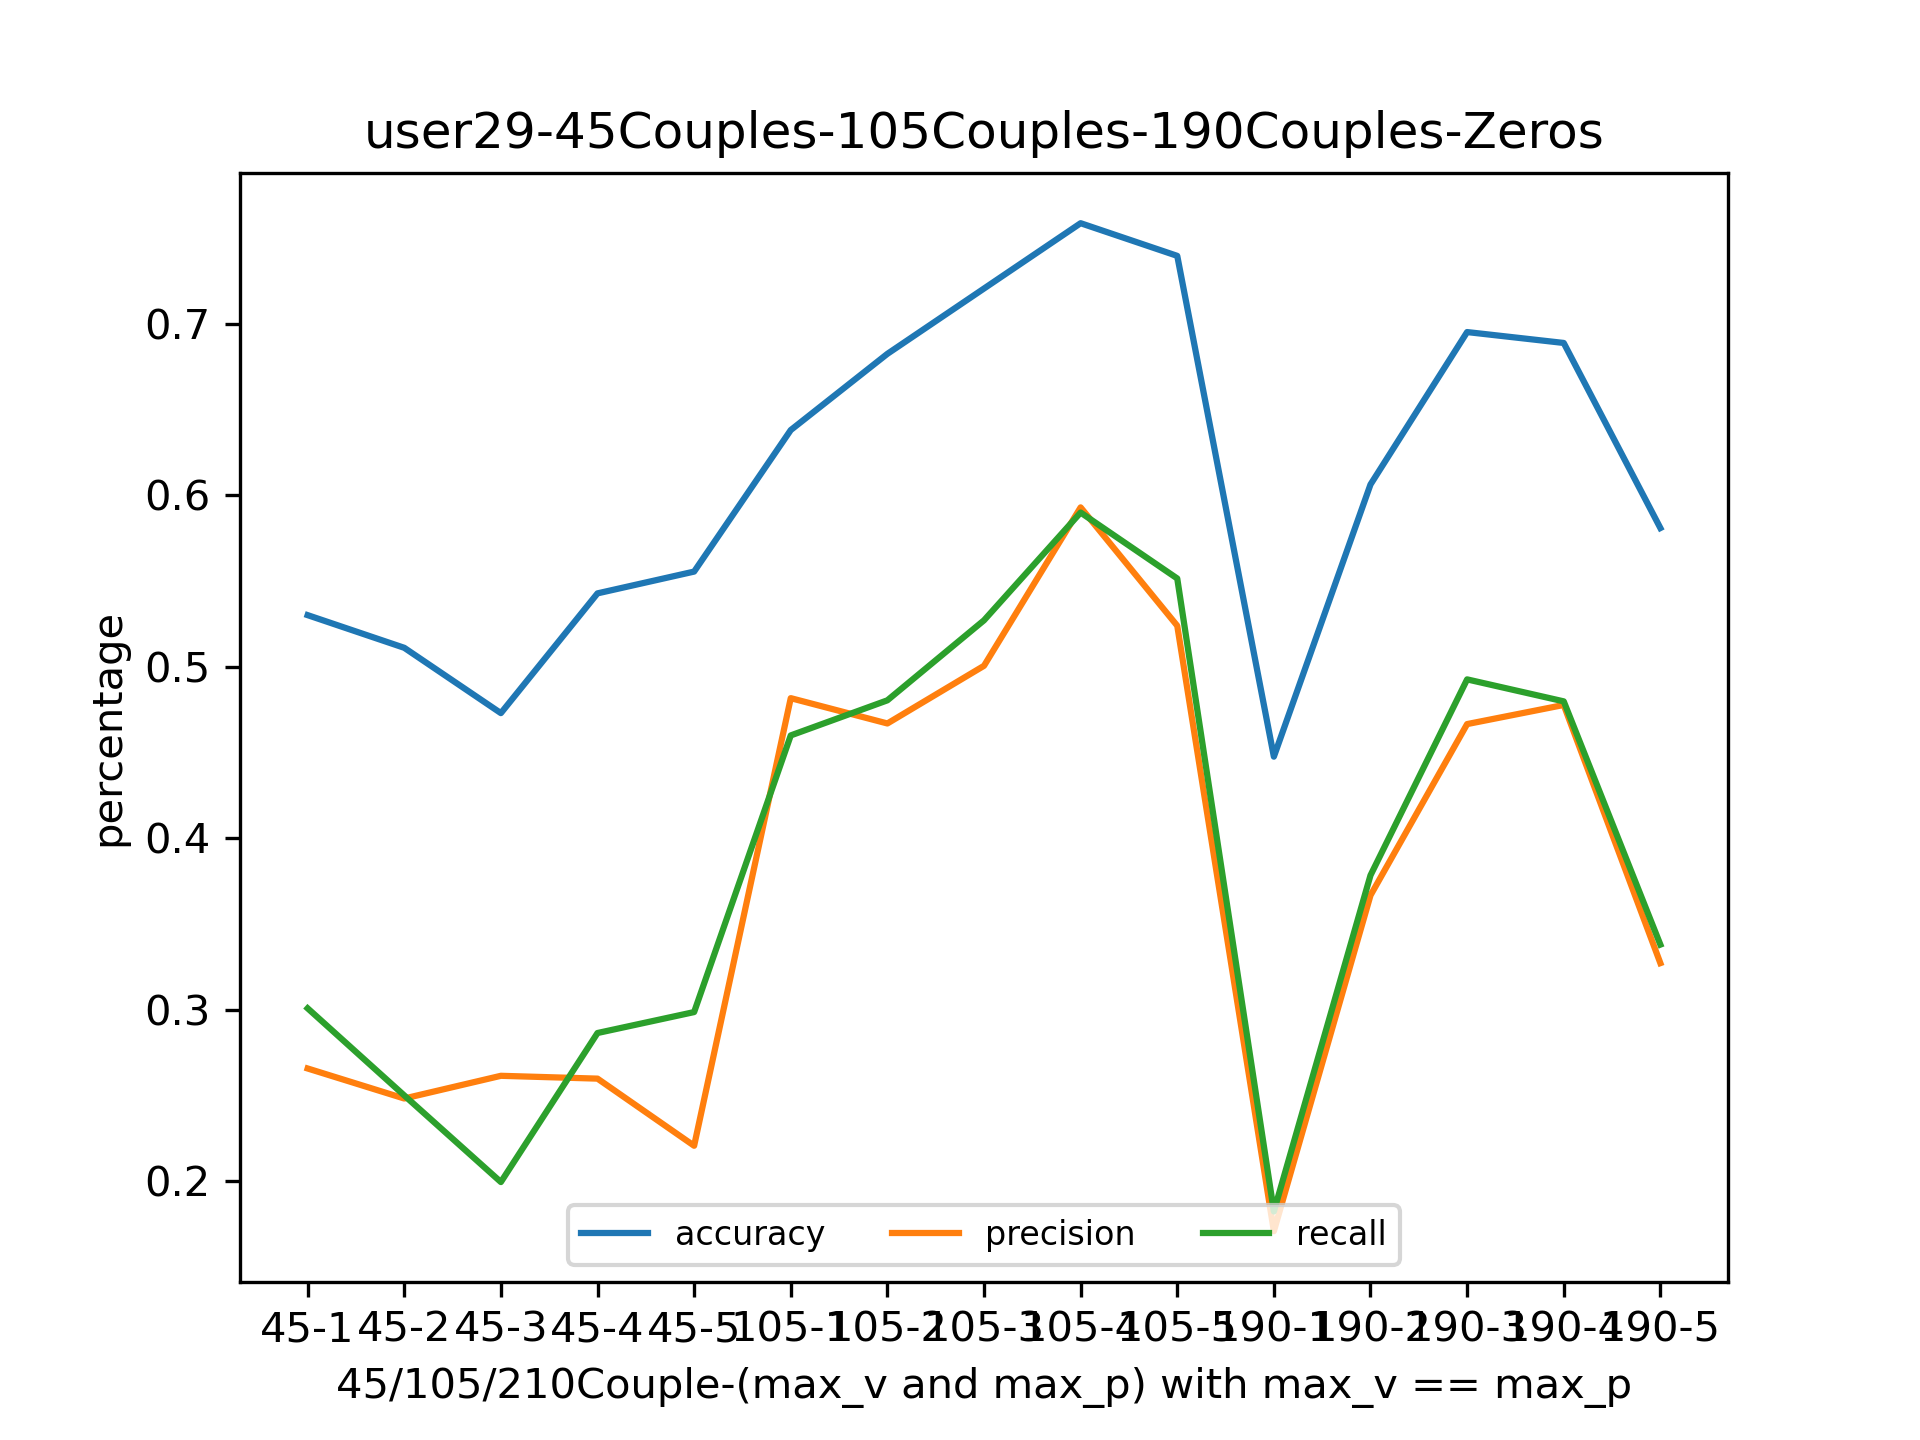 user29-45Couples-105Couples-190Couples-Zeros
percentage
0.7
0.6
0.5
0.4
0.3
0.2
accuracy precision recall
45-1 45-2 45-3 45-4 45-5 105-1 105-2 105-3 105-4 105-5 190-1 190-2 190-3 190-4 190-5
45/105/210Couple-(max_v and max_p) with max_v == max_p